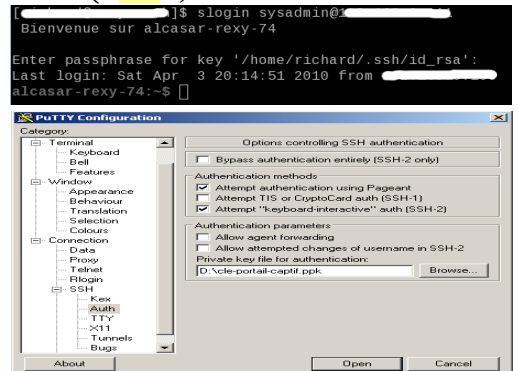 ]$ slogin sysadmin@1
Bienvenue sur alcasar-rexy-74
Enter passphrase for key '/home/richard/.ssh/id_rsa':
Last login: Sat Apr  3 20:14:51 2010 from
alcasar-rexy-74:~$
PuTTY Configuration
Category:
Terminal
Keyboard
Bell
Features
Window
Appearance
Behaviour
Translation
Selection
Colours
Connection
Data
Proxy
Telnet
Rlogin
SSH
Kex
Auth
TTY
X11
Tunnels
Bugs
Options controlling SSH authentication
Bypass authentication entirely (SSH-2 only)
Authentication methods
Attempt authentication using Pageant
Attempt TIS or CryptoCard auth (SSH-1)
Attempt "keyboard-interactive" auth (SSH-2)
Authentication parameters
Allow agent forwarding
Allow attempted changes of username in SSH-2
Private key file for authentication:
D:\cle-portail-captif.ppk
Browse...
About
Open
Cancel